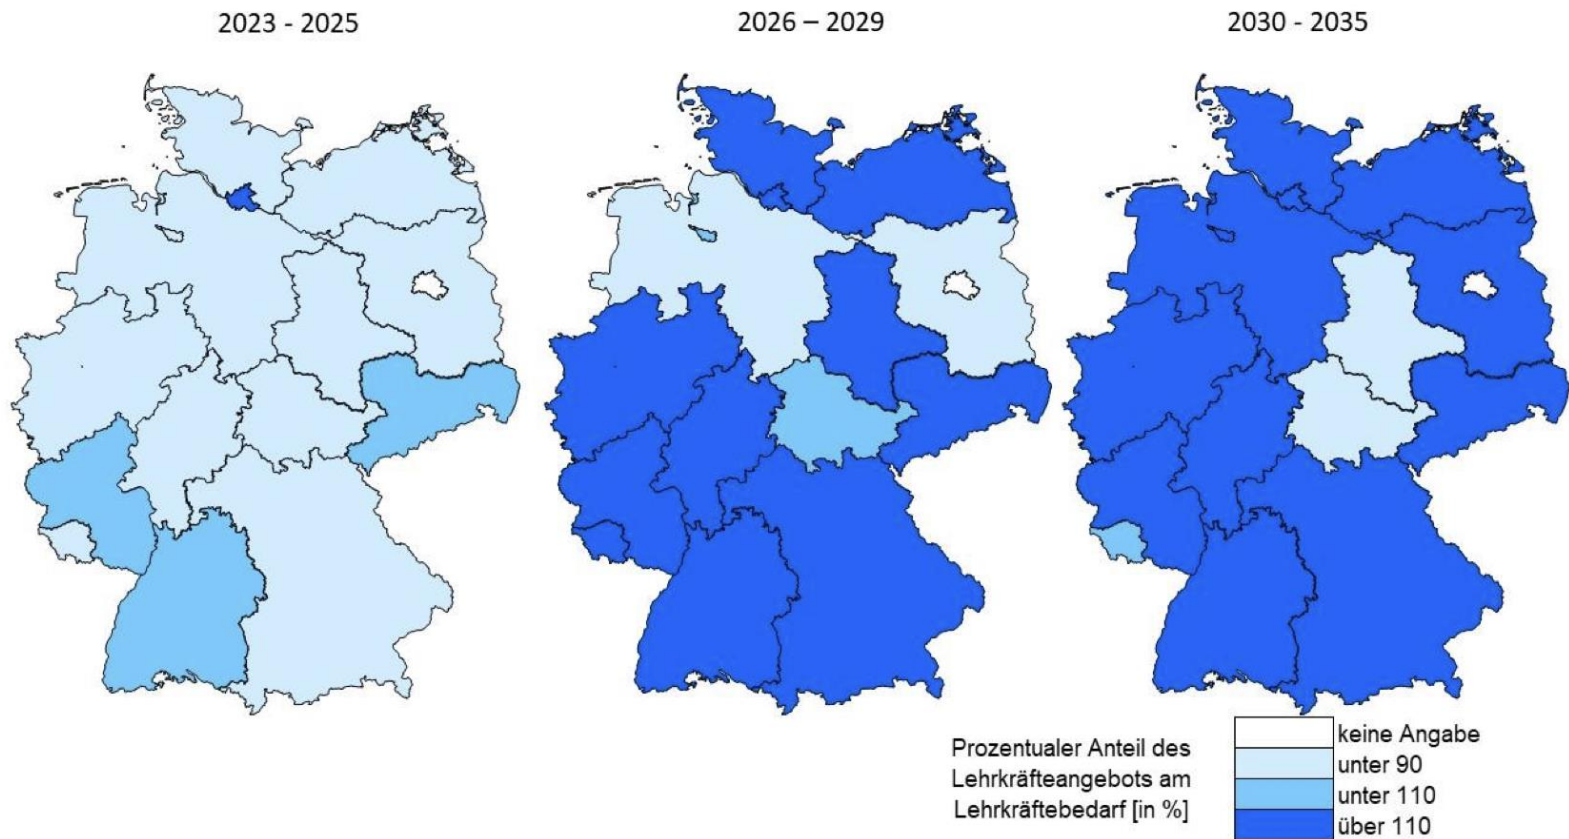 2023 - 2025
2026 – 2029
2030 - 2035
Prozentualer Anteil des
Lehrkräfteangebots am
Lehrkräftebedarf [in %]
keine Angabe
unter 90
unter 110
über 110